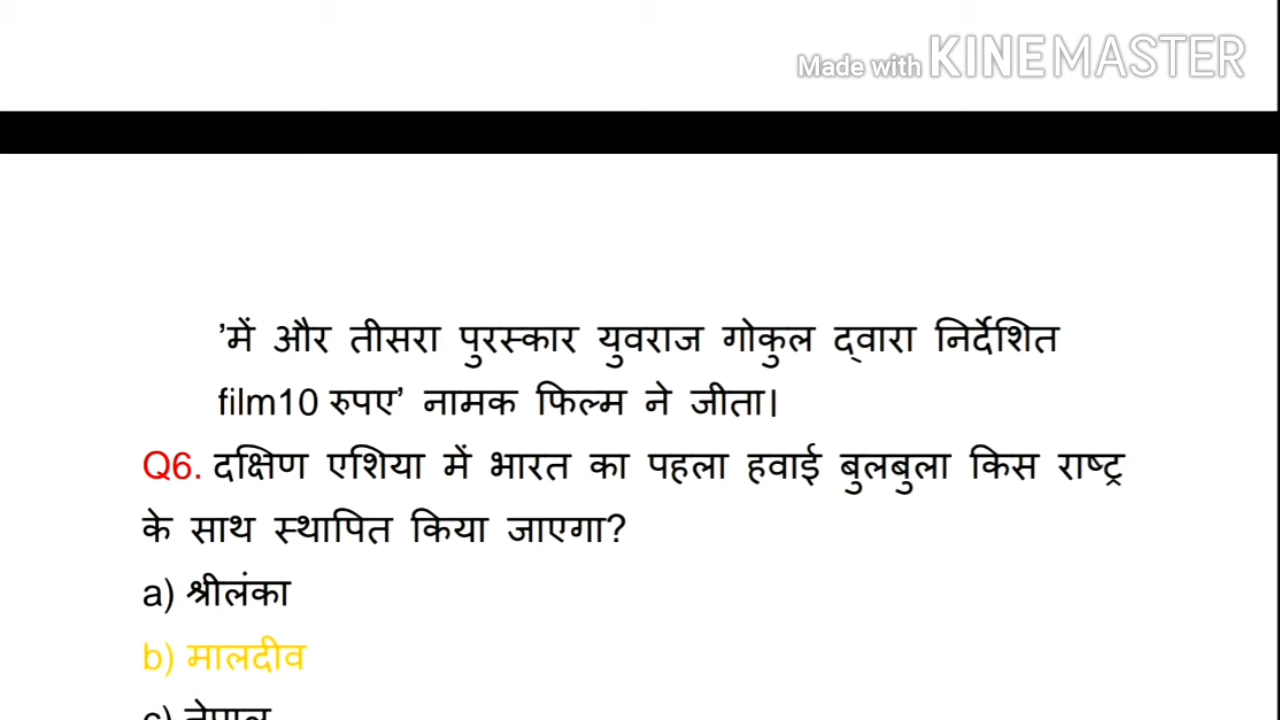 Made with KINEMASTER
’में और तीसरा पुरस्कार युवराज गोकुल द्वारा निर्देशित
film10 रुपए’ नामक फिल्म ने जीता।
Q6. दक्षिण एशिया में भारत का पहला हवाई बुलबुला किस राष्ट्र
के साथ स्थापित किया जाएगा?
a) श्रीलंका
b) मालदीव
c) नेपाल